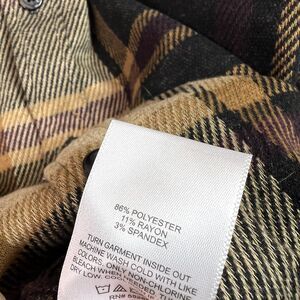 86% POLYESTER
11% RAYON
3% SPANDEX
TURN GARMENT INSIDE OUT
MACHINE WASH COLD WITH LIKE
COLORS. ONLY NON-CHLORINE
BLEACH WHEN NEEDED. TUMBLE
DRY LOW.
RN#